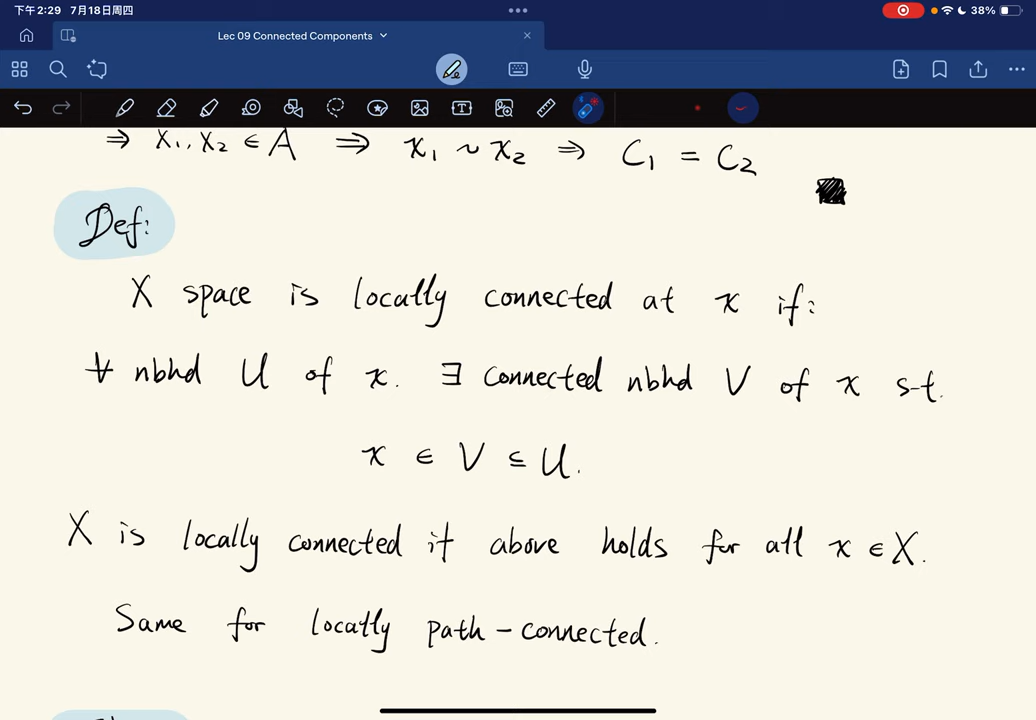 下午2:29 7月18日周四
38%
Lec 09 Connected Components
⇒ x₁, x₂ ∈ A ⇒ x₁ ~ x₂ ⇒ C₁ = C₂
Def:
X space is locally connected at x if:
∀ nbhd U of x. ∃ connected nbhd V of x s-t.
x ∈ V ⊆ U.
X is locally connected if above holds for all x ∈ X.
Same for locally path-connected.